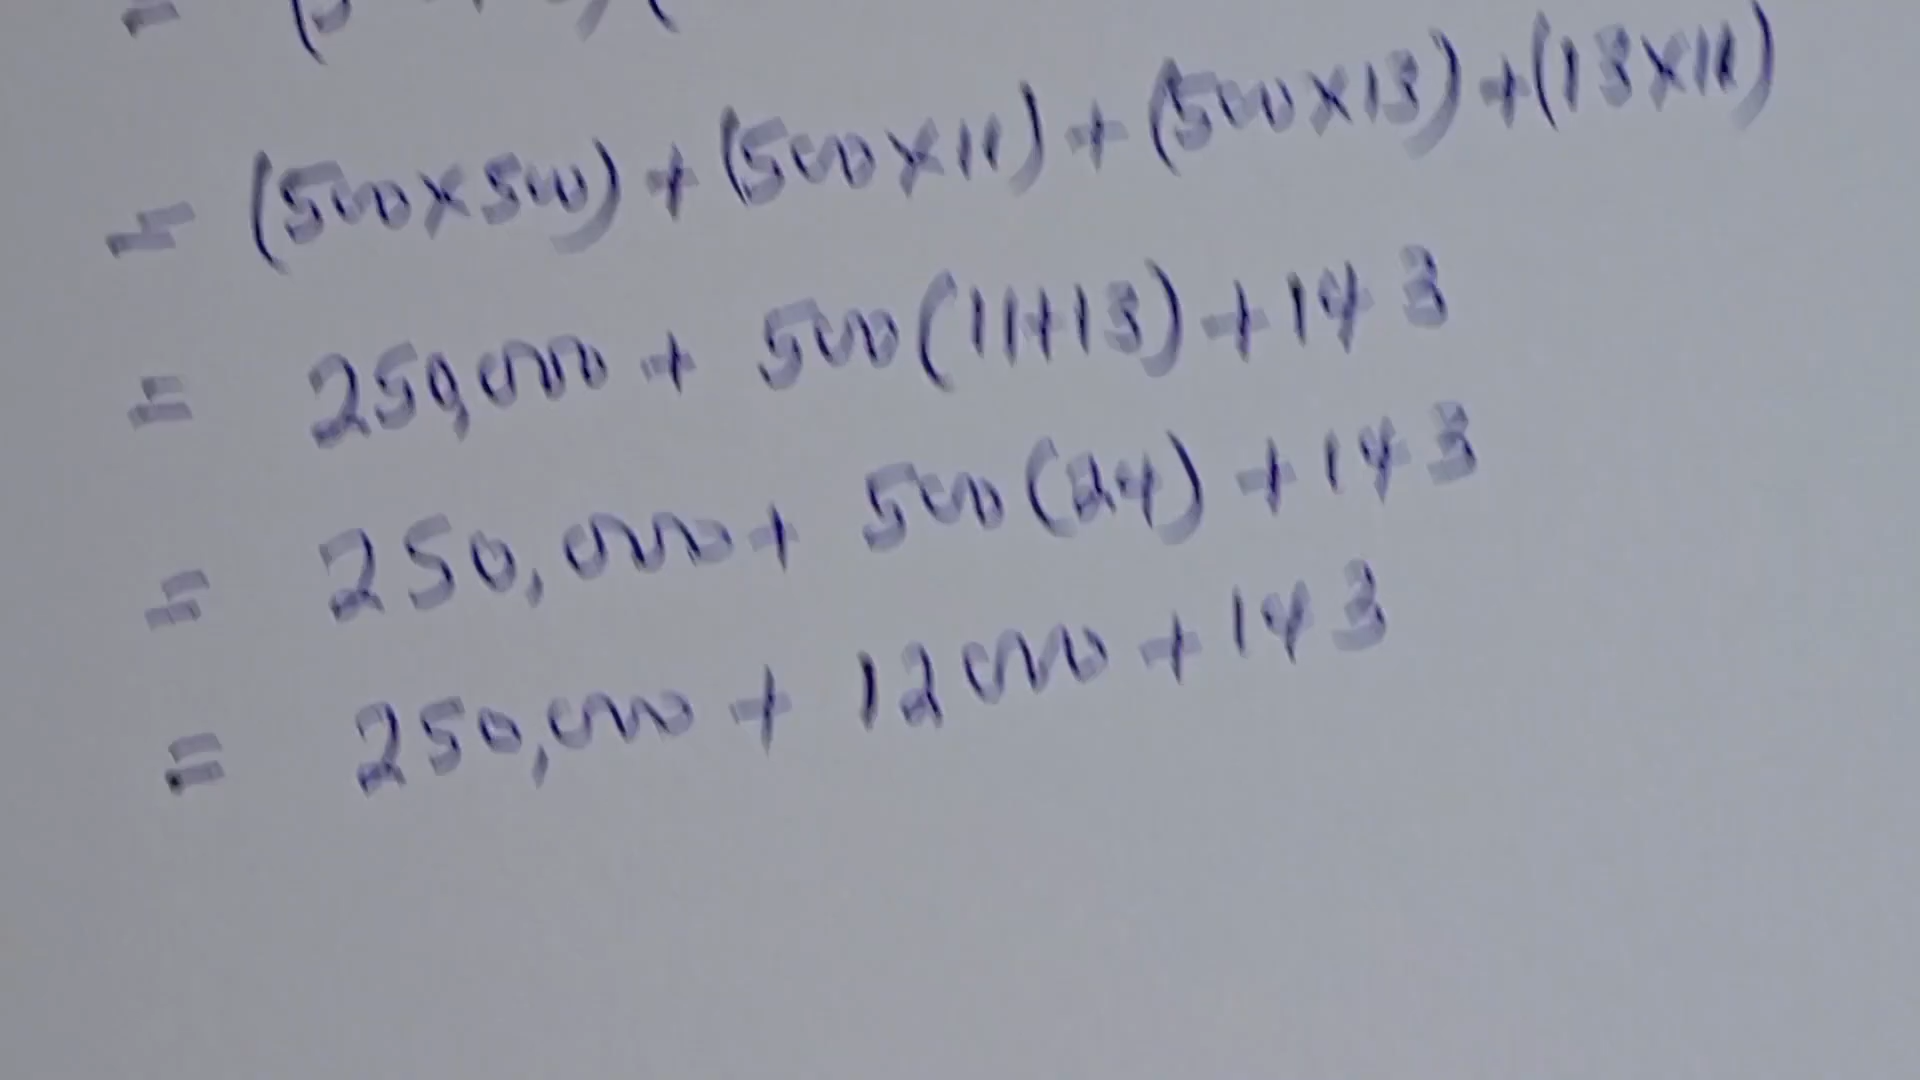 = (500×500) + (500×11) + (500×13) + (13×11)
= 250,000 + 500(11+13) + 143
= 250,000 + 500(24) + 143
= 250,000 + 12000 + 143